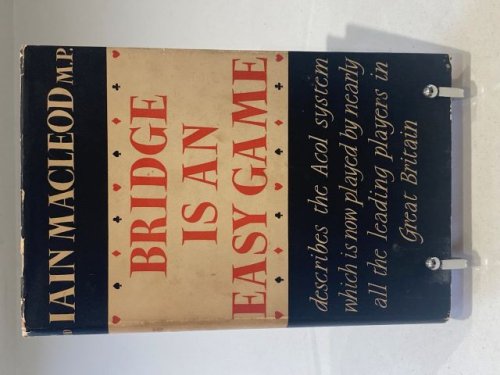 IAIN MACLEOD M.P.
BRIDGE
IS AN
EASY GAME
describes the Acol system
which is now played by nearly
all the leading players in
Great Britain